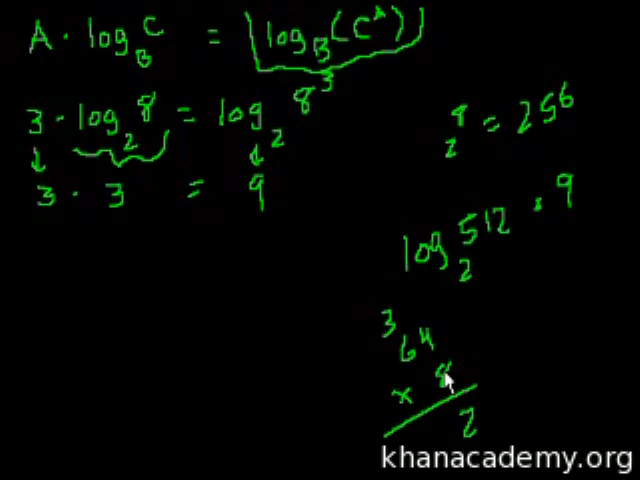 A · log_B C = log_B (C^A)
3 · log_2 8 = log_2 8^3
3 · 3 = 9
2^8 = 256
log_2 512 = 9
3
64
x 8
2
khanacademy.org